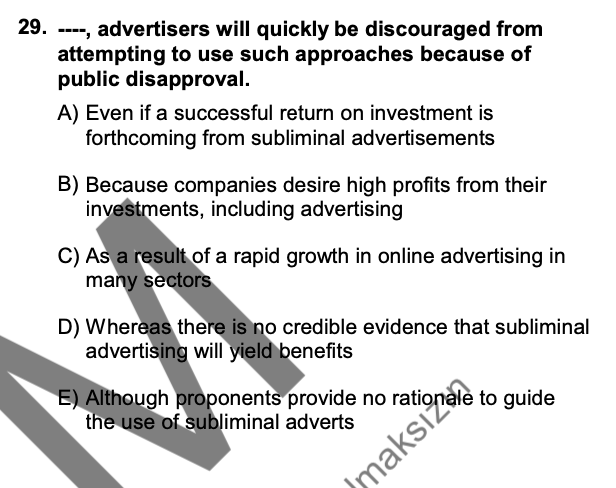 29. ----, advertisers will quickly be discouraged from
attempting to use such approaches because of
public disapproval.
A) Even if a successful return on investment is
forthcoming from subliminal advertisements
B) Because companies desire high profits from their
investments, including advertising
C) As a result of a rapid growth in online advertising in
many sectors
D) Whereas there is no credible evidence that subliminal
advertising will yield benefits
E) Although proponents provide no rationale to guide
the use of subliminal adverts